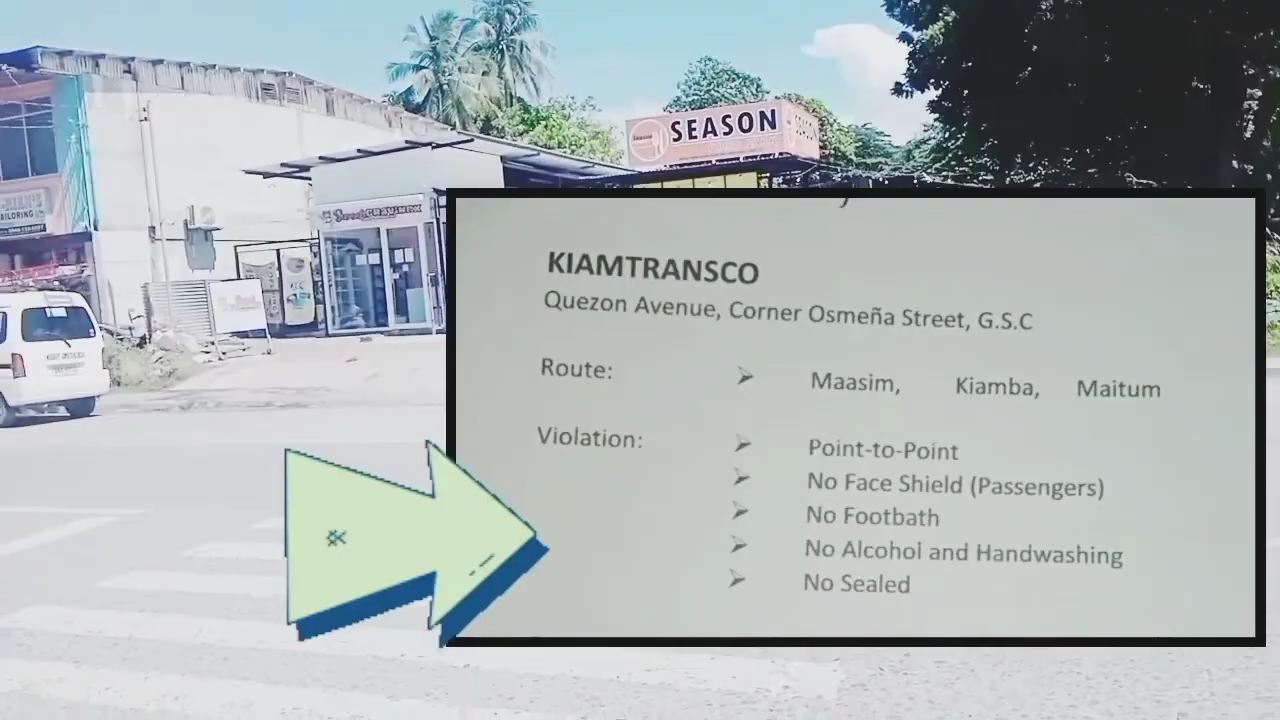 SEASON
TAILORING
KIAMTRANSCO
Quezon Avenue, Corner Osmeña Street, G.S.C
Route: ➢ Maasim, Kiamba, Maitum
Violation: ➢ Point-to-Point
➢ No Face Shield (Passengers)
➢ No Footbath
➢ No Alcohol and Handwashing
➢ No Sealed